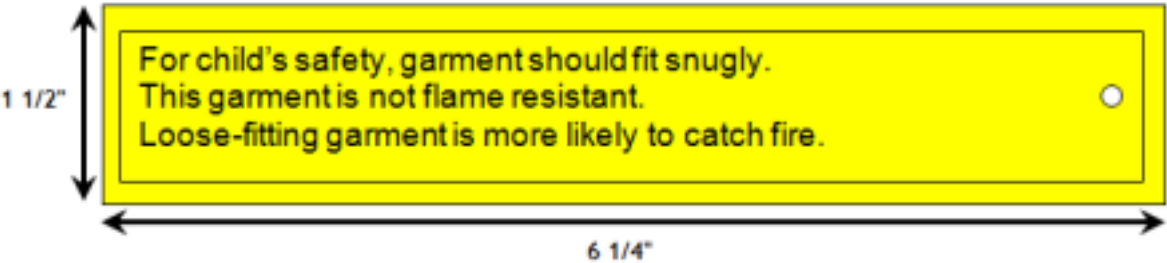 For child's safety, garment should fit snugly.
1 1/2"
This garment is not flame resistant.
Loose-fitting garment is more likely to catch fire.
6 1/4"